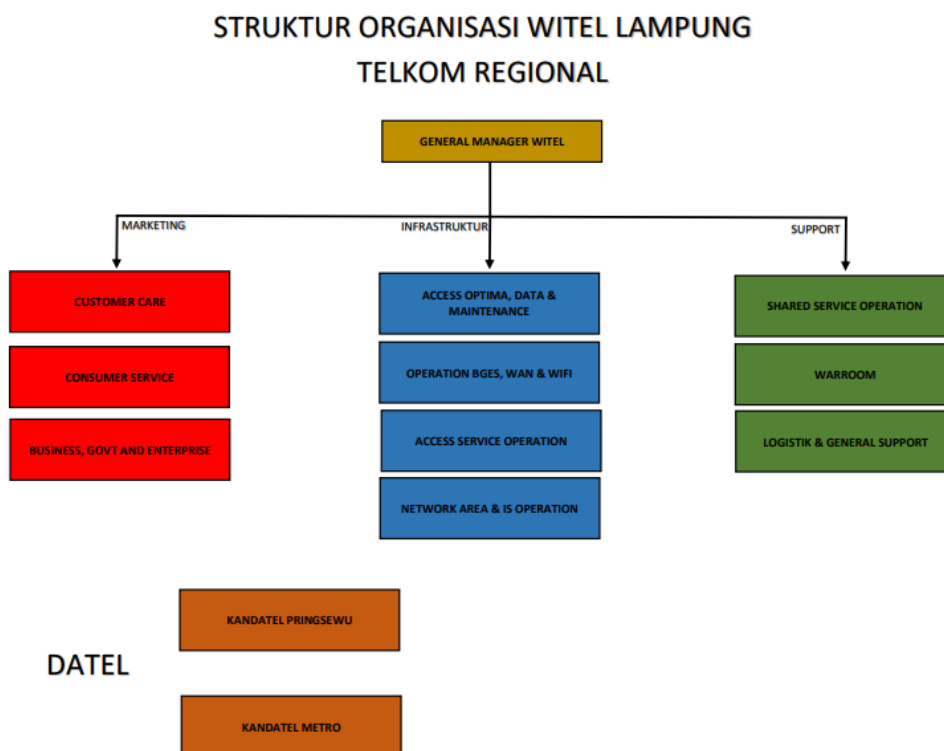 STRUKTUR ORGANISASI WITEL LAMPUNG
TELKOM REGIONAL
GENERAL MANAGER WITEL
MARKETING
INFRASTRUKTUR
SUPPORT
CUSTOMER CARE
CONSUMER SERVICE
BUSINESS, GOVT AND ENTERPRISE
ACCESS OPTIMA, DATA &
MAINTENANCE
OPERATION BGES, WAN & WIFI
ACCESS SERVICE OPERATION
NETWORK AREA & IS OPERATION
SHARED SERVICE OPERATION
WARROOM
LOGISTIK & GENERAL SUPPORT
DATEL
KANDATEL PRINGSEWU
KANDATEL METRO